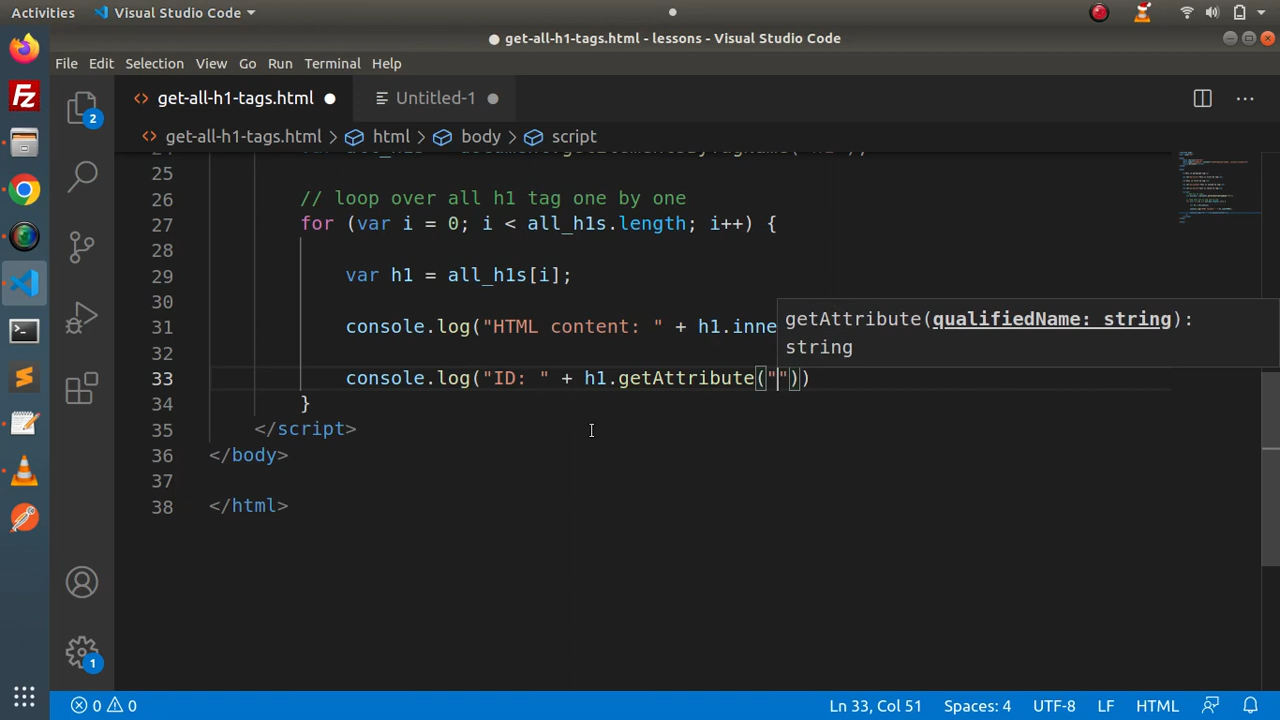 Activities
Visual Studio Code
get-all-h1-tags.html - lessons - Visual Studio Code
File Edit Selection View Go Run Terminal Help
get-all-h1-tags.html
Untitled-1
get-all-h1-tags.html > html > body > script
25
26 // loop over all h1 tag one by one
27 for (var i = 0; i < all_h1s.length; i++) {
28
29 var h1 = all_h1s[i];
30
31 console.log("HTML content: " + h1.inne
getAttribute(qualifiedName: string):
string
32
33 console.log("ID: " + h1.getAttribute(""))
34 }
35 </script>
36 </body>
37
38 </html>
2
1
0 0
Ln 33, Col 51
Spaces: 4
UTF-8
LF
HTML